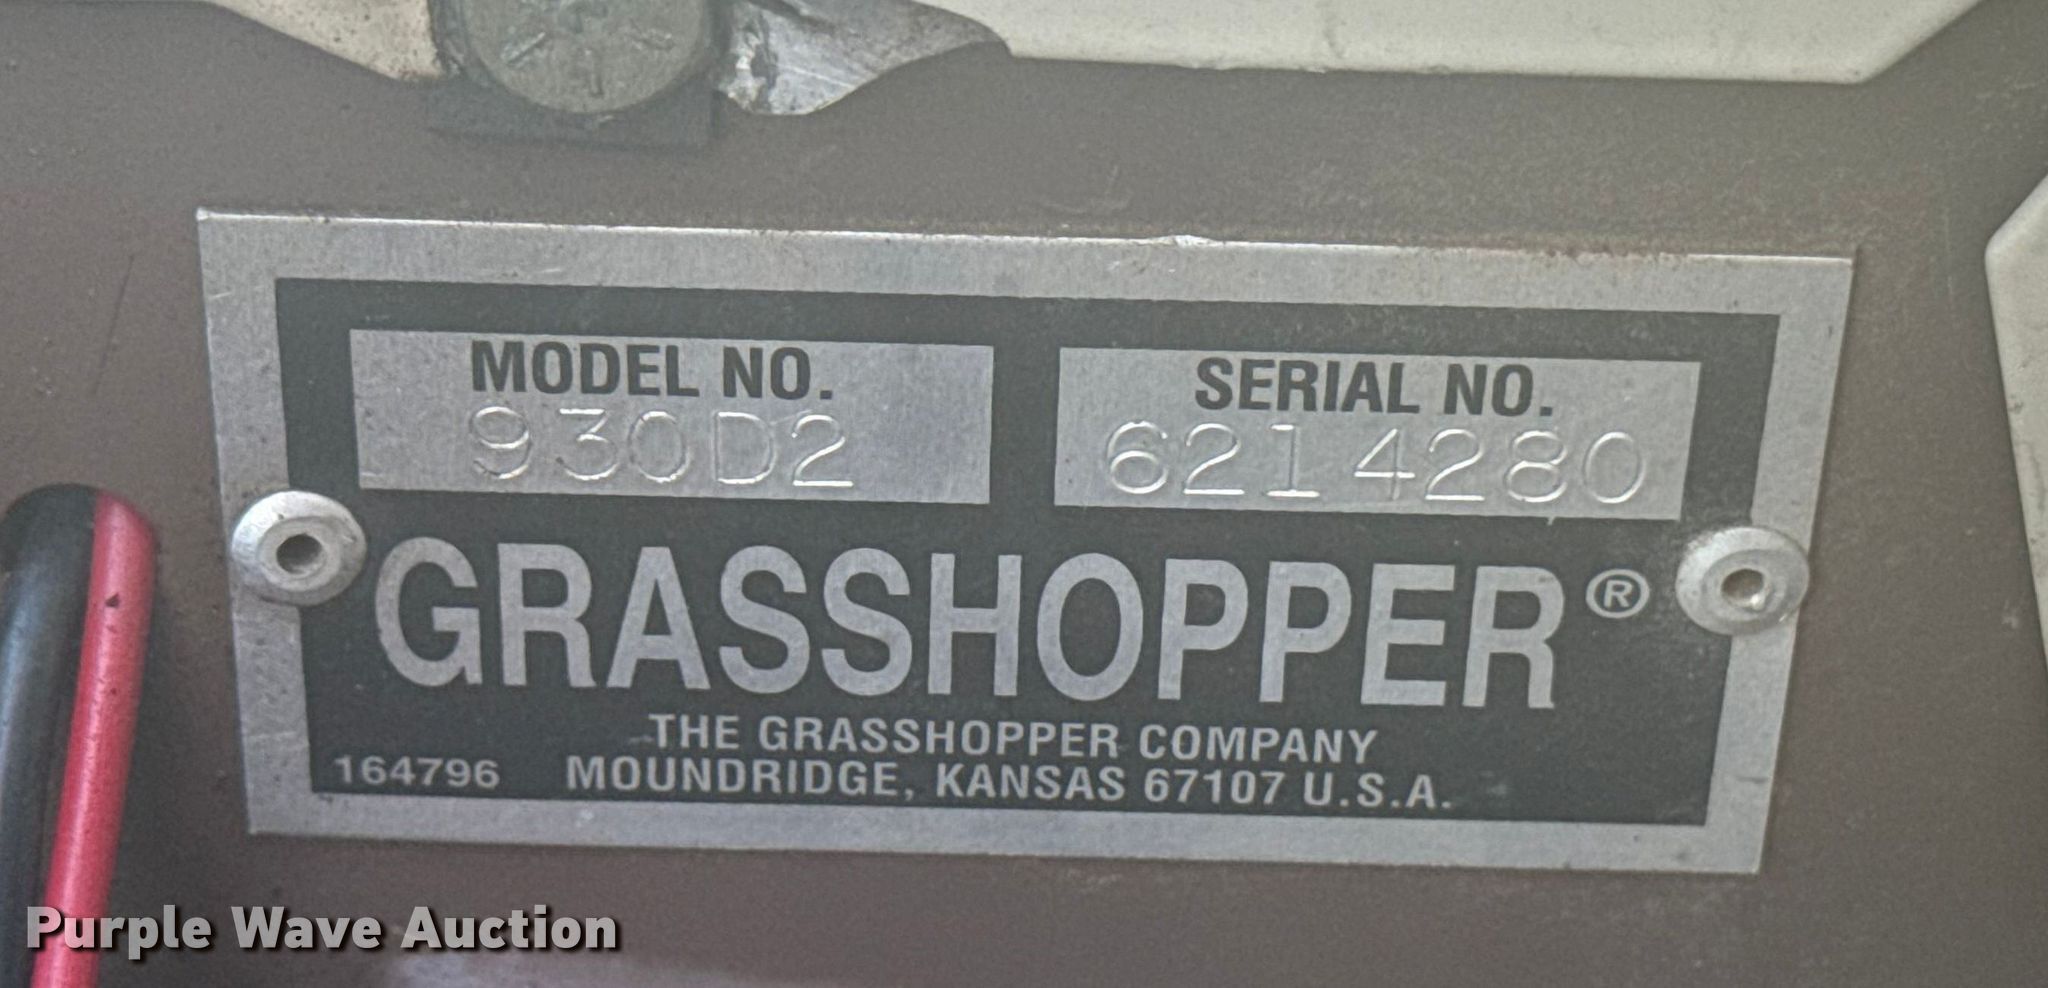 MODEL NO.
930D2
SERIAL NO.
6214280
GRASSHOPPER®
THE GRASSHOPPER COMPANY
164796 MOUNDRIDGE, KANSAS 67107 U.S.A.
Purple Wave Auction